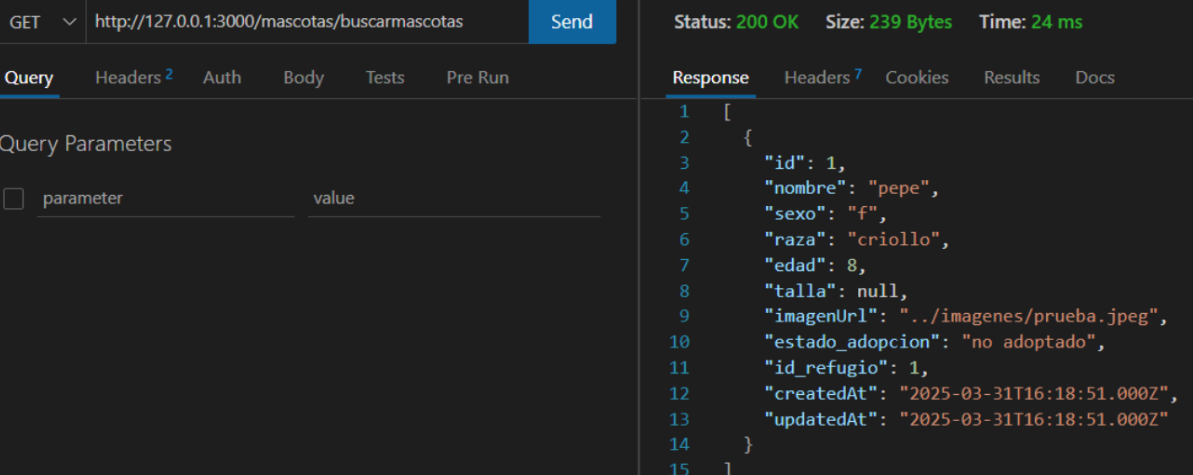 GET http://127.0.0.1:3000/mascotas/buscarmascotas Send
Query Headers 2 Auth Body Tests Pre Run
Query Parameters
parameter value
Status: 200 OK Size: 239 Bytes Time: 24 ms
Response Headers 7 Cookies Results Docs
1 [
2 {
3 "id": 1,
4 "nombre": "pepe",
5 "sexo": "f",
6 "raza": "criollo",
7 "edad": 8,
8 "talla": null,
9 "imagenUrl": "../imagenes/prueba.jpeg",
10 "estado_adopcion": "no adoptado",
11 "id_refugio": 1,
12 "createdAt": "2025-03-31T16:18:51.000Z",
13 "updatedAt": "2025-03-31T16:18:51.000Z"
14 }
15 ]